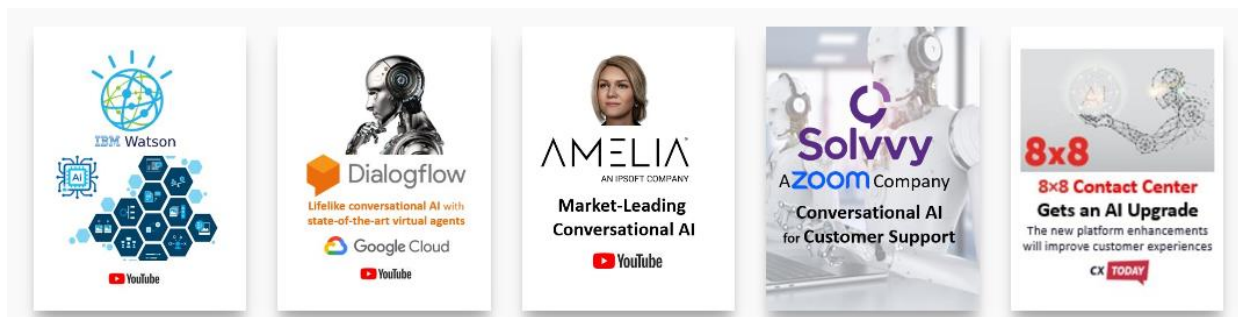 IBM Watson
AI
YouTube
Dialogflow
Lifelike conversational AI with
state-of-the-art virtual agents
Google Cloud
YouTube
AMELIA
AN IPSOFT COMPANY
Market-Leading
Conversational AI
YouTube
Solvvy
A zoom Company
Conversational AI
for Customer Support
AI
8x8
8×8 Contact Center
Gets an AI Upgrade
The new platform enhancements
will improve customer experiences
CX TODAY